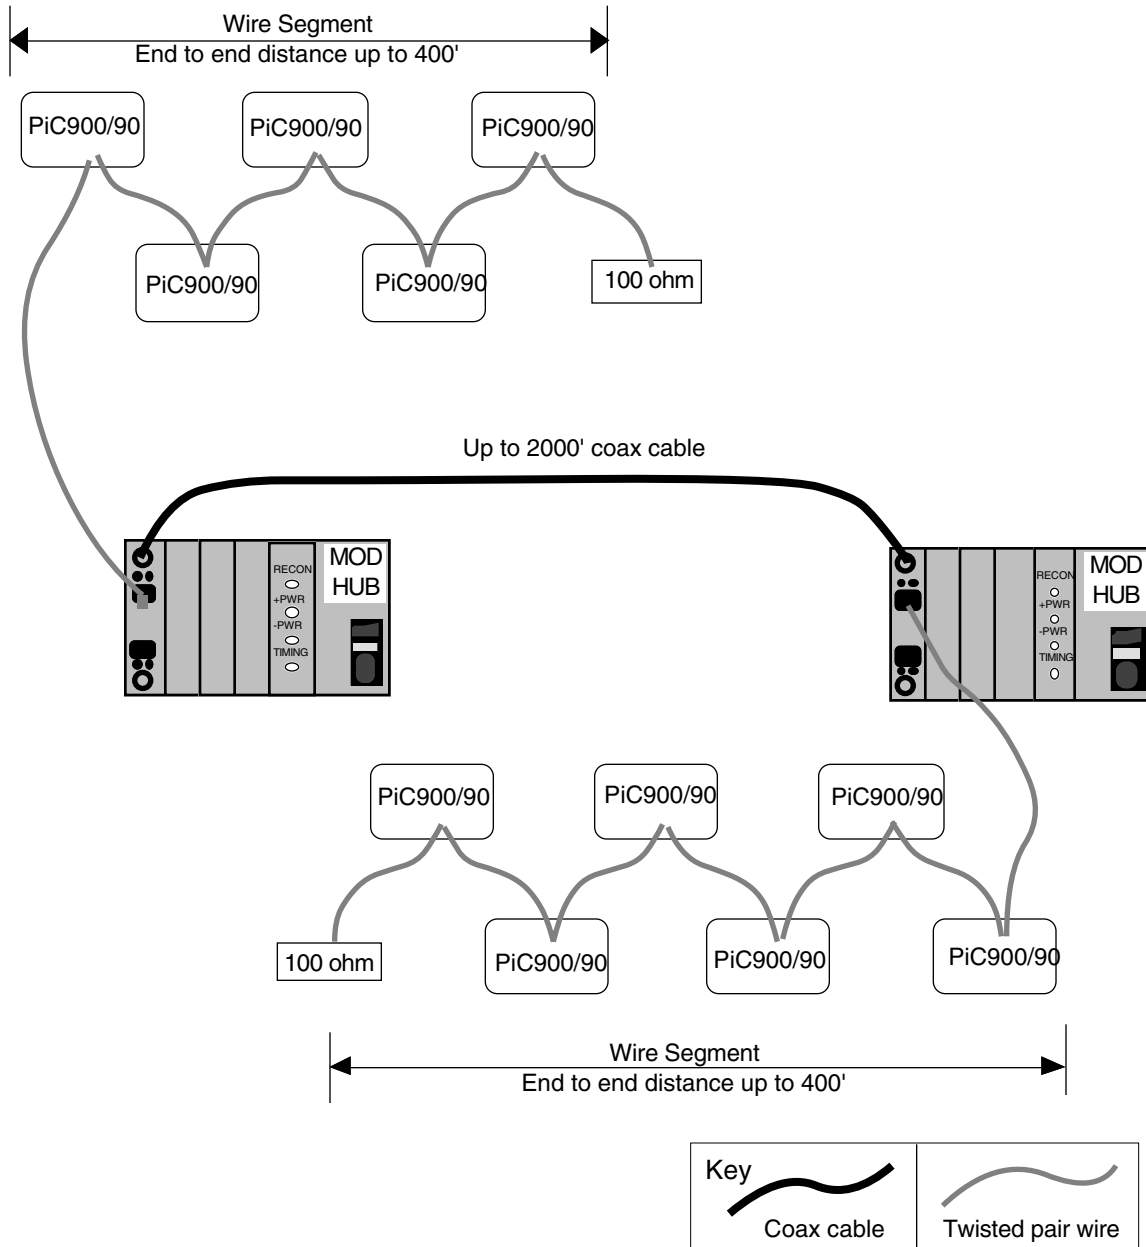 Wire Segment
End to end distance up to 400'
PiC900/90
PiC900/90
PiC900/90
PiC900/90
PiC900/90
100 ohm
Up to 2000' coax cable
MOD
HUB
RECON
+PWR
-PWR
TIMING
MOD
HUB
RECON
+PWR
-PWR
TIMING
PiC900/90
PiC900/90
PiC900/90
100 ohm
PiC900/90
PiC900/90
PiC900/90
Wire Segment
End to end distance up to 400'
Key
Coax cable
Twisted pair wire